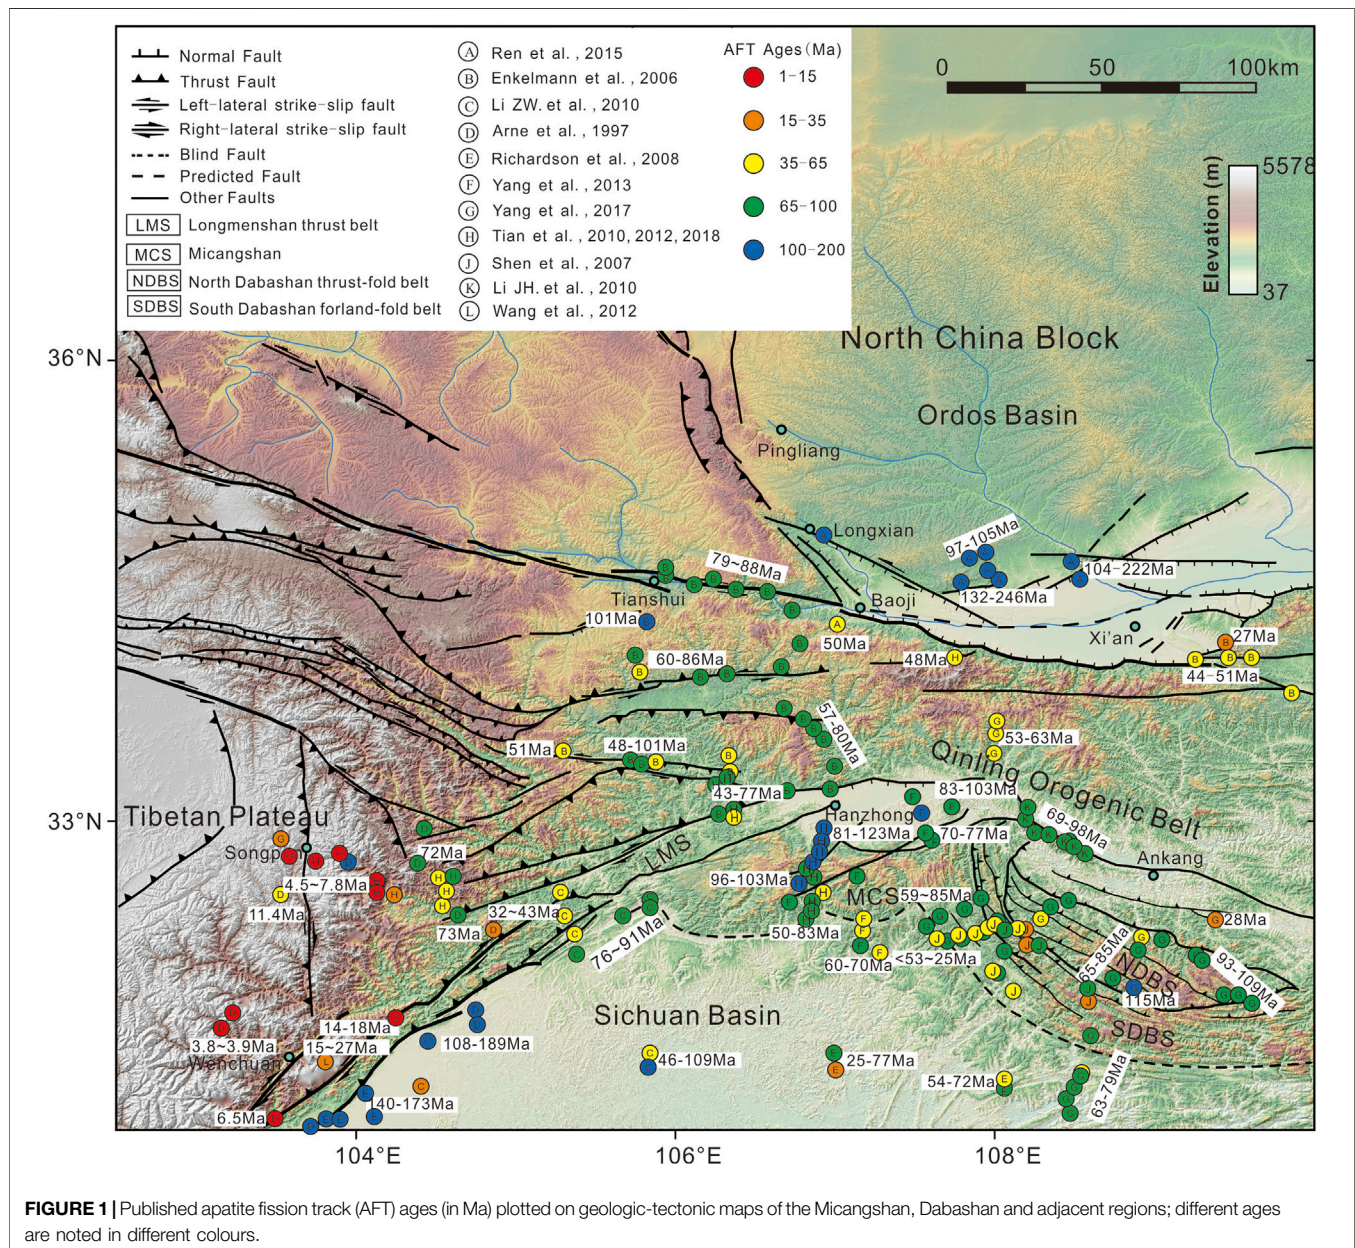 Normal Fault
Thrust Fault
Left-lateral strike-slip fault
Right-lateral strike-slip fault
Blind Fault
Predicted Fault
Other Faults
LMS Longmenshan thrust belt
MCS Micangshan
NDBS North Dabashan thrust-fold belt
SDBS South Dabashan forland-fold belt
A Ren et al., 2015
B Enkelmann et al., 2006
C Li ZW. et al., 2010
D Arne et al., 1997
E Richardson et al., 2008
F Yang et al., 2013
G Yang et al., 2017
H Tian et al., 2010, 2012, 2018
J Shen et al., 2007
K Li JH. et al., 2010
L Wang et al., 2012
AFT Ages(Ma)
1-15
15-35
35-65
65-100
100-200
0 50 100km
Elevation (m)
5578
37
North China Block
36°N
Ordos Basin
Pingliang
Longxian
97-105Ma
79~88Ma
104-222Ma
132-246Ma
Tianshui
Baoji
101Ma
50Ma
Xi'an
27Ma
60-86Ma
48Ma
44-51Ma
57-80Ma
53-63Ma
51Ma
48-101Ma
Qinling Orogenic Belt
43-77Ma
83-103Ma
33°N
Tibetan Plateau
Hanzhong
81-123Ma
70-77Ma
69-98Ma
Songpan
72Ma
LMS
Ankang
4.5~7.8Ma
96-103Ma
MCS
59~85Ma
11.4Ma
32~43Ma
73Ma
76~91Ma
50-83Ma
28Ma
60-70Ma
<53~25Ma
65-85Ma
NDBS
93-109Ma
115Ma
Sichuan Basin
SDBS
14-18Ma
3.8~3.9Ma
Wenchuan
15~27Ma
108-189Ma
46-109Ma
25-77Ma
54-72Ma
63-79Ma
140-173Ma
6.5Ma
104°E
106°E
108°E
FIGURE 1 | Published apatite fission track (AFT) ages (in Ma) plotted on geologic-tectonic maps of the Micangshan, Dabashan and adjacent regions; different ages
are noted in different colours.